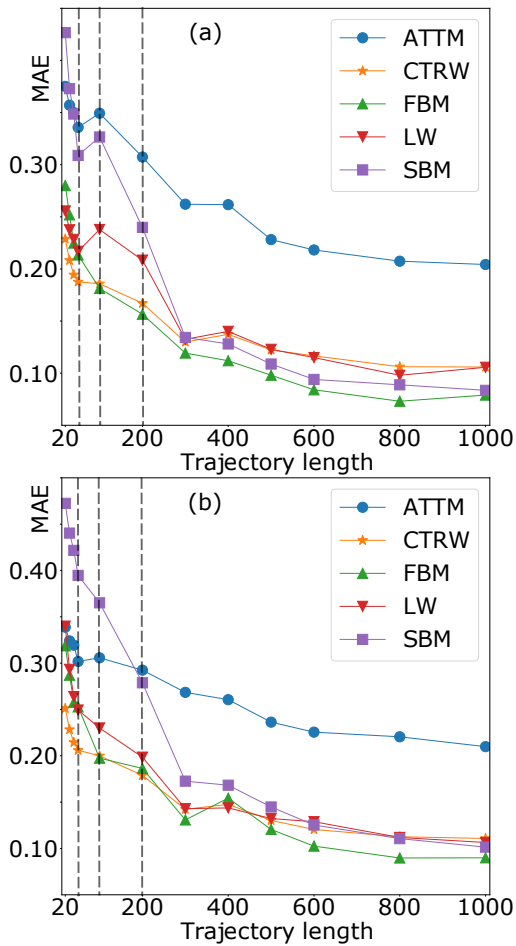 (a)
MAE
ATTM
CTRW
FBM
LW
SBM
0.30
0.20
0.10
20 200 400 600 800 1000
Trajectory length
(b)
MAE
ATTM
CTRW
FBM
LW
SBM
0.40
0.30
0.20
0.10
20 200 400 600 800 1000
Trajectory length